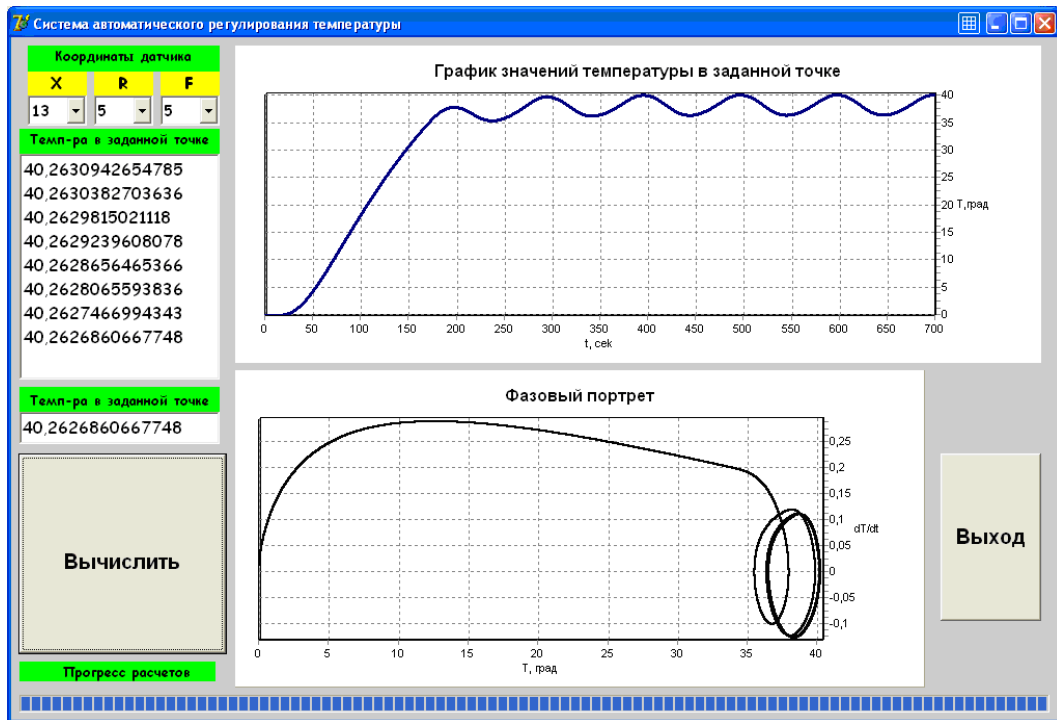 Система автоматического регулирования температуры
Координаты датчика
X R F
13 5 5
Темп-ра в заданной точке
40,2630942654785
40,2630382703636
40,2629815021118
40,2629239608078
40,2628656465366
40,2628065593836
40,2627466994343
40,2626860667748
Темп-ра в заданной точке
40,2626860667748
Вычислить
Прогресс расчетов
График значений температуры в заданной точке
40
35
30
25
20 T,град
15
10
5
0
0 50 100 150 200 250 300 350 400 450 500 550 600 650 700
t, сек
Фазовый портрет
0,25
0,2
0,15
0,1
dT/dt
0,05
0
-0,05
-0,1
0 5 10 15 20 25 30 35 40
T, град
Выход